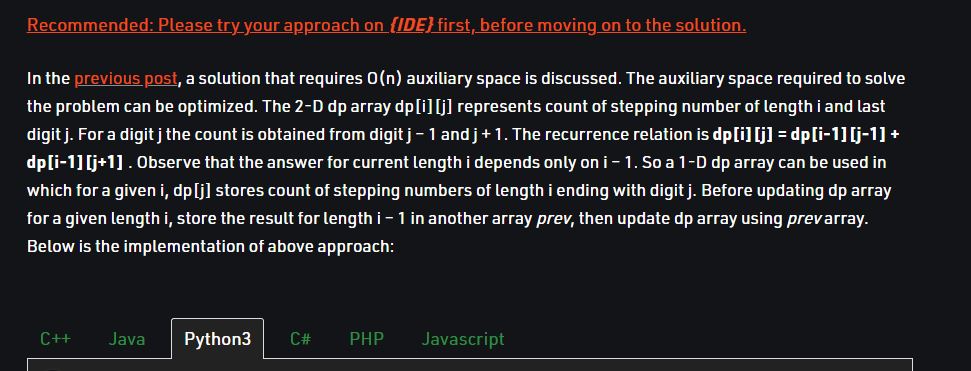 Recommended: Please try your approach on {IDE} first, before moving on to the solution.
In the previous post, a solution that requires O(n) auxiliary space is discussed. The auxiliary space required to solve
the problem can be optimized. The 2-D dp array dp[i][j] represents count of stepping number of length i and last
digit j. For a digit j the count is obtained from digit j – 1 and j + 1. The recurrence relation is dp[i][j] = dp[i-1][j-1] +
dp[i-1][j+1] . Observe that the answer for current length i depends only on i – 1. So a 1-D dp array can be used in
which for a given i, dp[j] stores count of stepping numbers of length i ending with digit j. Before updating dp array
for a given length i, store the result for length i – 1 in another array prev, then update dp array using prev array.
Below is the implementation of above approach:
C++ Java Python3 C# PHP Javascript